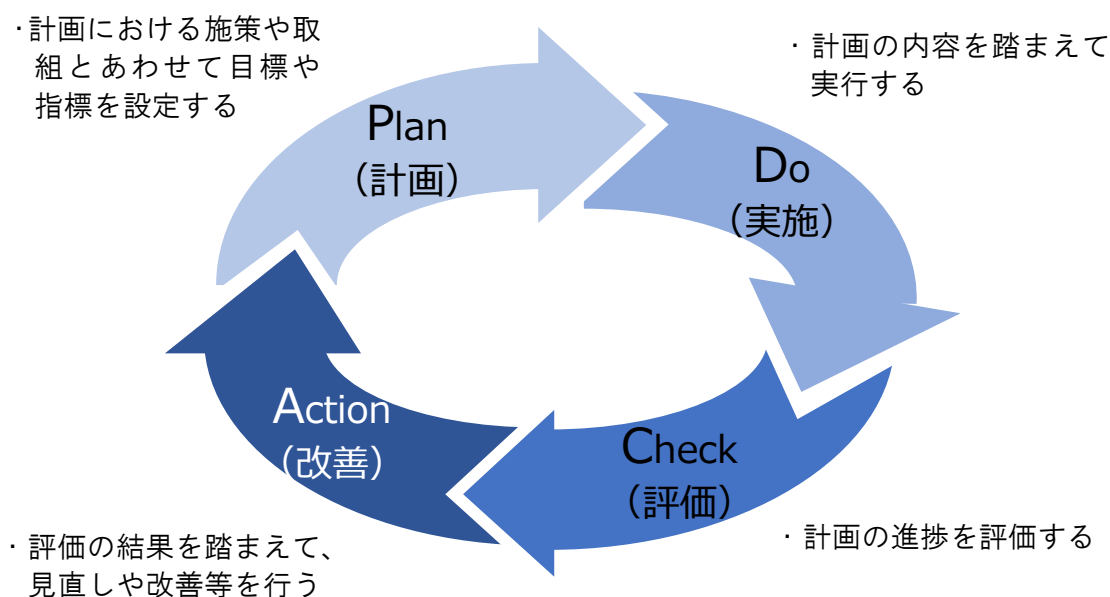 ・計画における施策や取
組とあわせて目標や
指標を設定する
Plan
（計画）
・計画の内容を踏まえて
実行する
Do
（実施）
Check
（評価）
・計画の進捗を評価する
Action
（改善）
・評価の結果を踏まえて、
見直しや改善等を行う